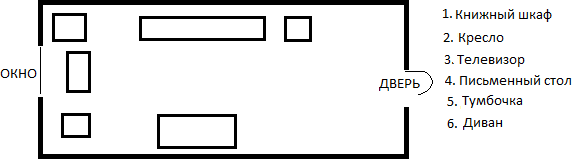 1. Книжный шкаф
2. Кресло
ОКНО
3. Телевизор
ДВЕРЬ
4. Письменный стол
5. Тумбочка
6. Диван